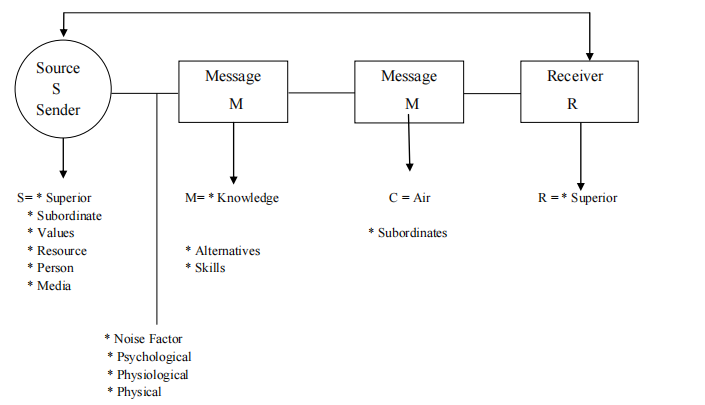 Source
S
Sender
Message
M
Message
M
Receiver
R
S= * Superior
* Subordinate
* Values
* Resource
* Person
* Media
M= * Knowledge
* Alternatives
* Skills
C = Air
* Subordinates
R = * Superior
* Noise Factor
* Psychological
* Physiological
* Physical